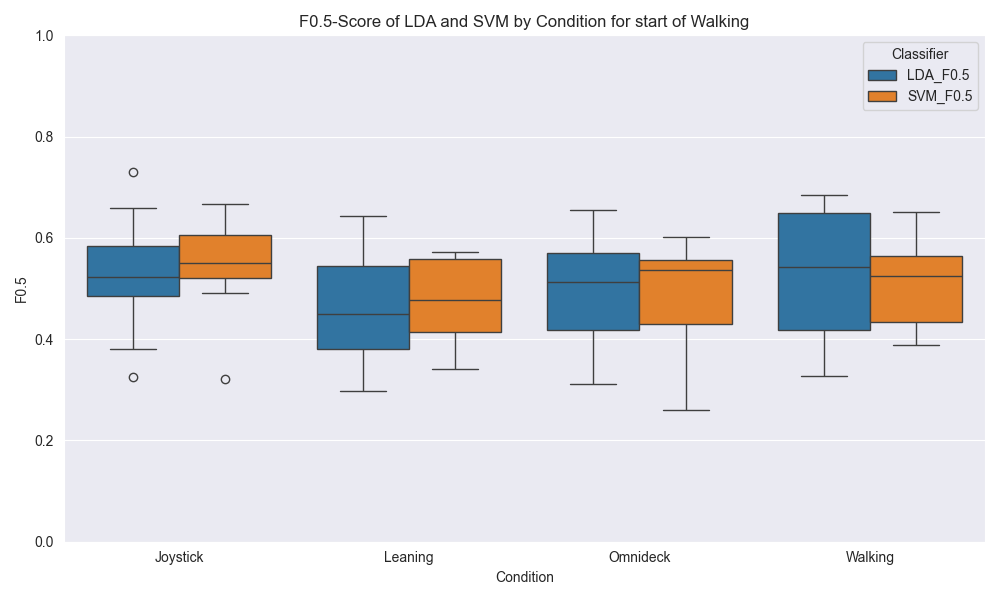 F0.5-Score of LDA and SVM by Condition for start of Walking
Classifier
LDA_F0.5
SVM_F0.5
F0.5
1.0
0.8
0.6
0.4
0.2
0.0
Joystick
Leaning
Omnideck
Walking
Condition